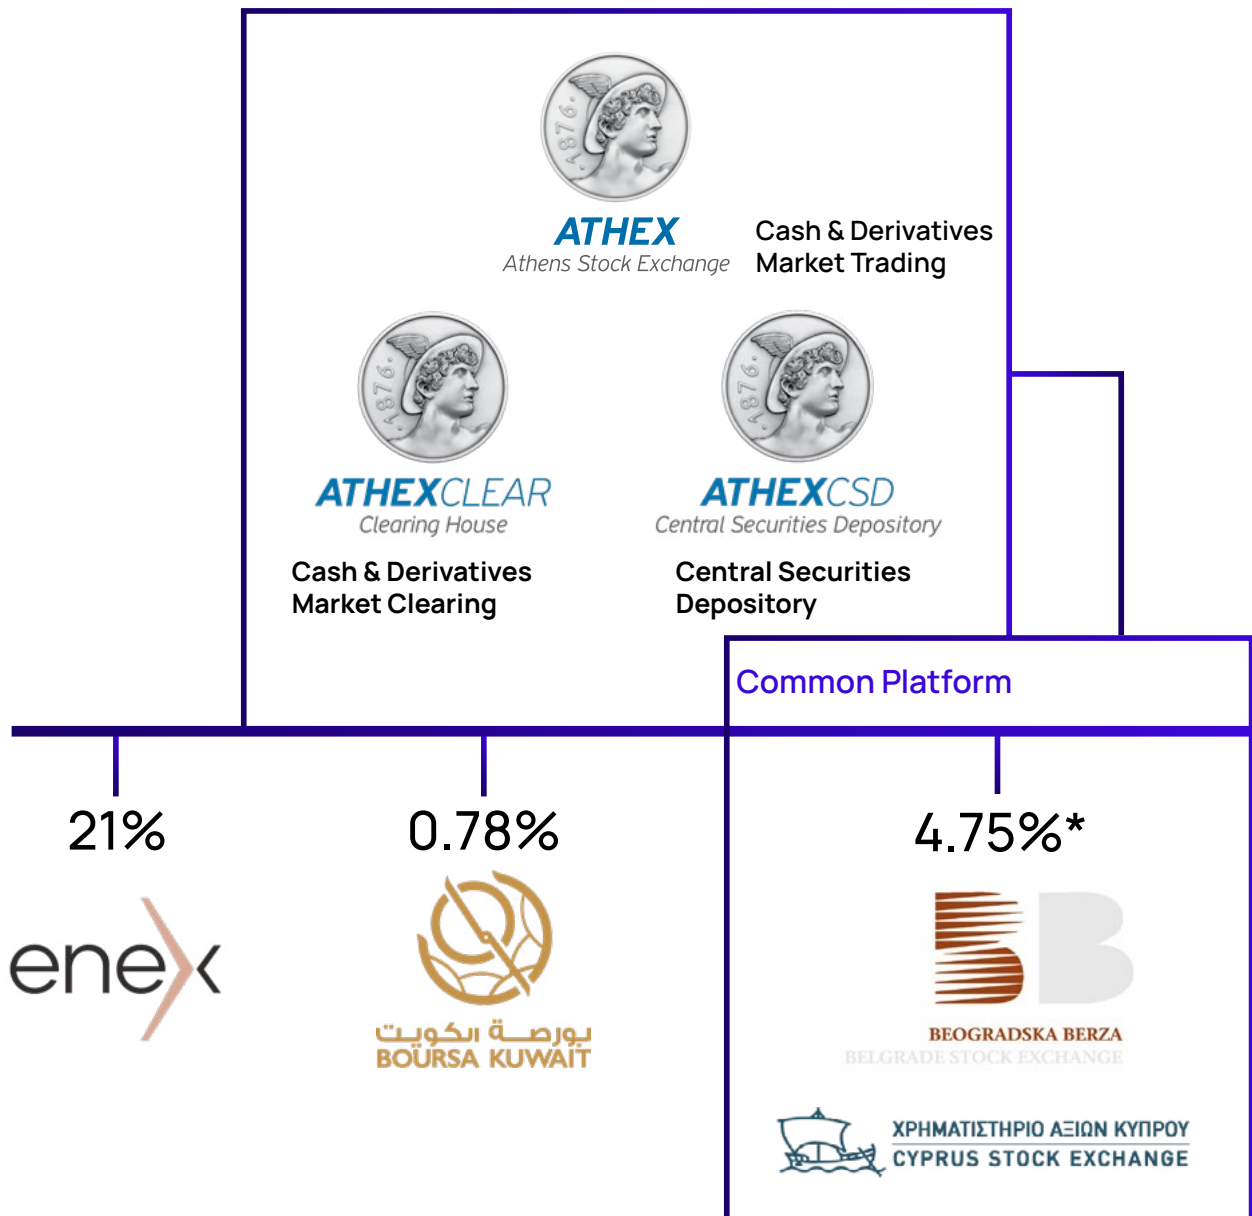 ·1876·
ATHEX
Athens Stock Exchange
Cash & Derivatives
Market Trading
·1876·
ATHEXCLEAR
Clearing House
Cash & Derivatives
Market Clearing
·1876·
ATHEXCSD
Central Securities Depository
Central Securities
Depository
Common Platform
21%
enex
0.78%
بورصة الكويت
BOURSA KUWAIT
4.75%*
BEOGRADSKA BERZA
BELGRADE STOCK EXCHANGE
ΧΡΗΜΑΤΙΣΤΗΡΙΟ ΑΞΙΩΝ ΚΥΠΡΟΥ
CYPRUS STOCK EXCHANGE